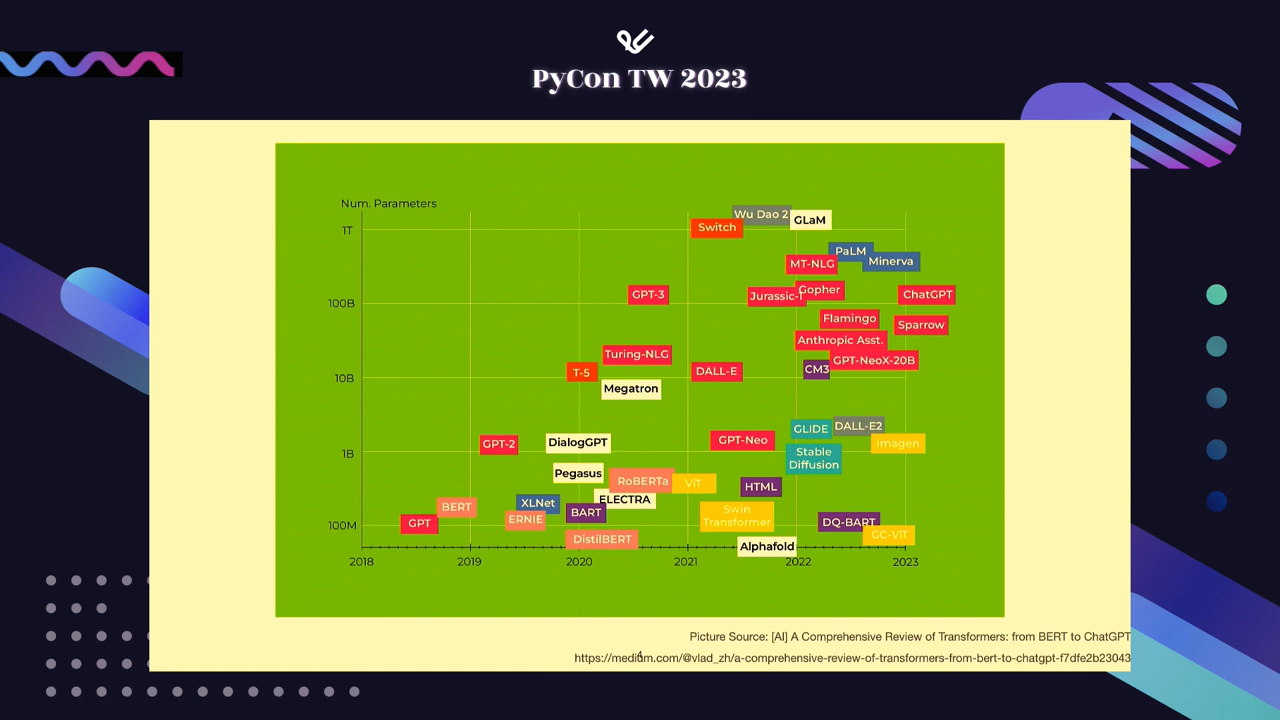 PyCon TW 2023
Num. Parameters
1T
100B
10B
1B
100M
Wu Dao 2
GLaM
Switch
PaLM
Minerva
MT-NLG
GPT-3
Jurassic-1
Gopher
ChatGPT
Flamingo
Sparrow
Anthropic Asst.
Turing-NLG
GPT-NeoX-20B
T-5
DALL-E
CM3
Megatron
GPT-2
DialogGPT
GPT-Neo
GLIDE
DALL-E2
Imagen
Stable
Diffusion
Pegasus
RoBERTa
ViT
HTML
ELECTRA
BERT
XLNet
BART
ERNIE
GPT
Swin
Transformer
DQ-BART
GC-ViT
DistilBERT
Alphafold
2018
2019
2020
2021
2022
2023
Picture Source: [AI] A Comprehensive Review of Transformers: from BERT to ChatGPT
https://medium.com/@vlad_zh/a-comprehensive-review-of-transformers-from-bert-to-chatgpt-f7dfe2b23043
4